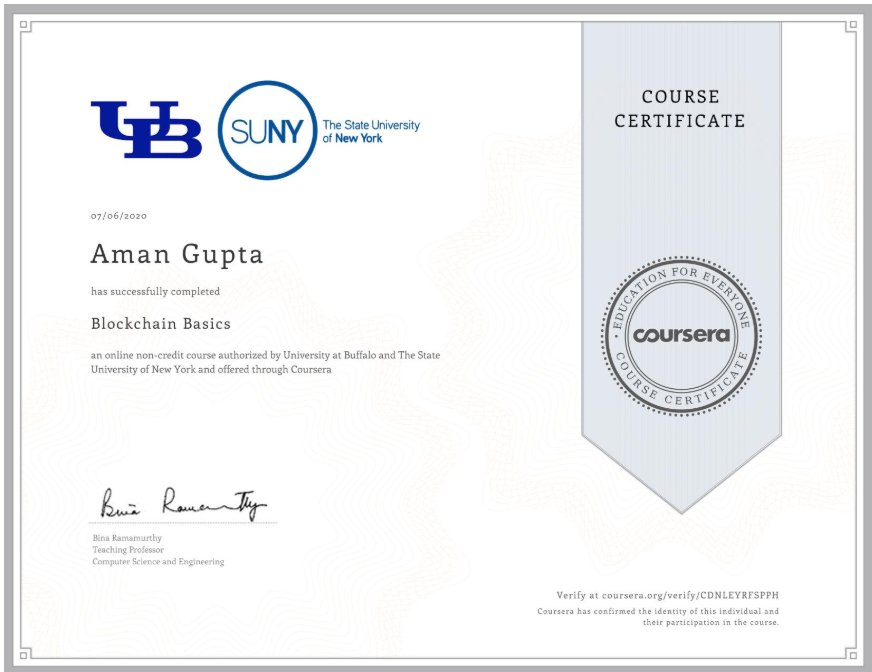 UB
SUNY
The State University
of New York
07/06/2020
Aman Gupta
has successfully completed
Blockchain Basics
an online non-credit course authorized by University at Buffalo and The State
University of New York and offered through Coursera
Bina Ramamurthy
Bina Ramamurthy
Teaching Professor
Computer Science and Engineering
COURSE
CERTIFICATE
EDUCATION FOR EVERYONE
coursera
COURSE CERTIFICATE
Verify at coursera.org/verify/CDNLEYRFSPPH
Coursera has confirmed the identity of this individual and
their participation in the course.